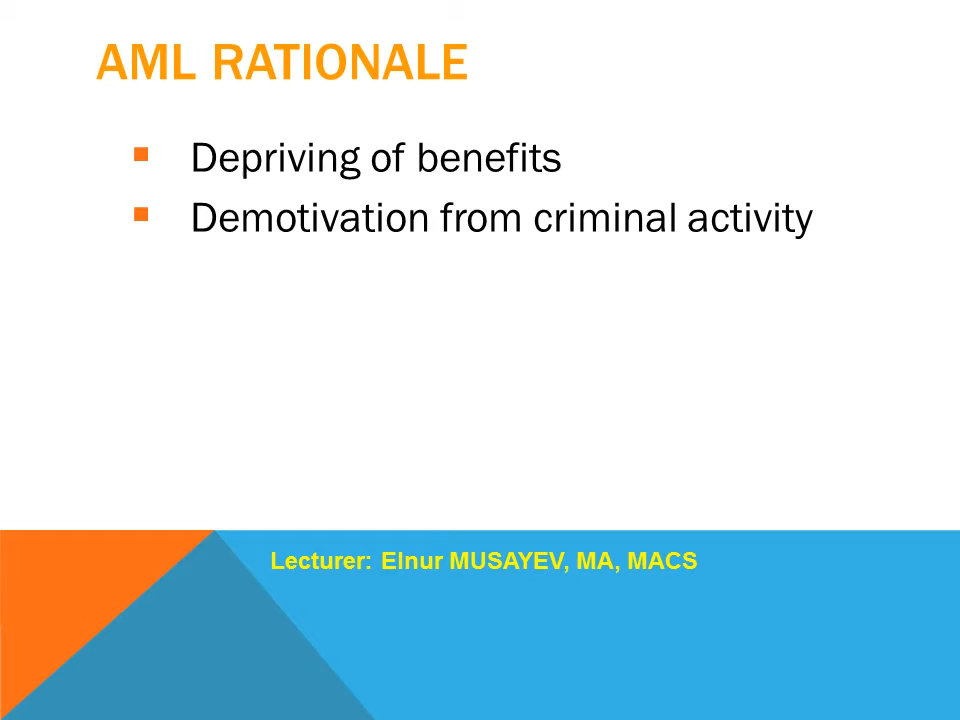 AML RATIONALE
Depriving of benefits
Demotivation from criminal activity
Lecturer: Elnur MUSAYEV, MA, MACS